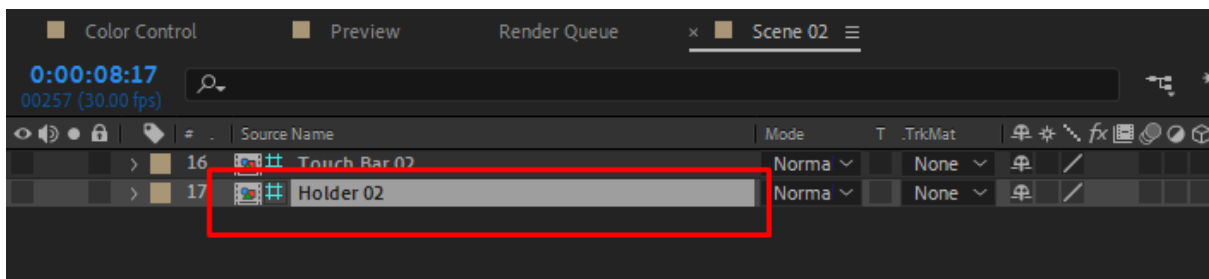 Color Control Preview Render Queue × Scene 02
0:00:08:17
00257 (30.00 fps)
# . Source Name Mode T .TrkMat fx
16 Touch Bar 02 Norma None
17 Holder 02 Norma None